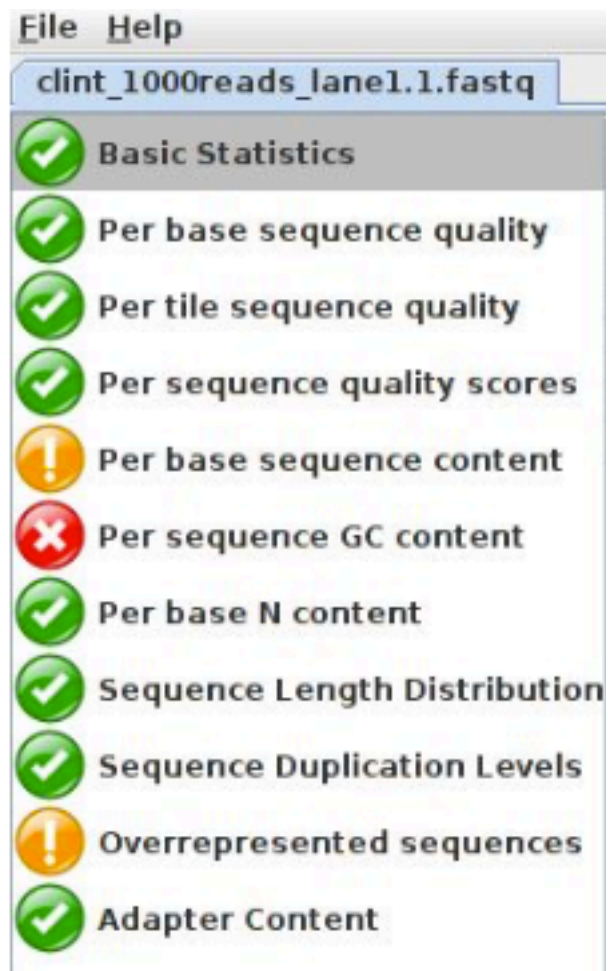 File Help
clint_1000reads_lane1.1.fastq
Basic Statistics
Per base sequence quality
Per tile sequence quality
Per sequence quality scores
Per base sequence content
Per sequence GC content
Per base N content
Sequence Length Distribution
Sequence Duplication Levels
Overrepresented sequences
Adapter Content